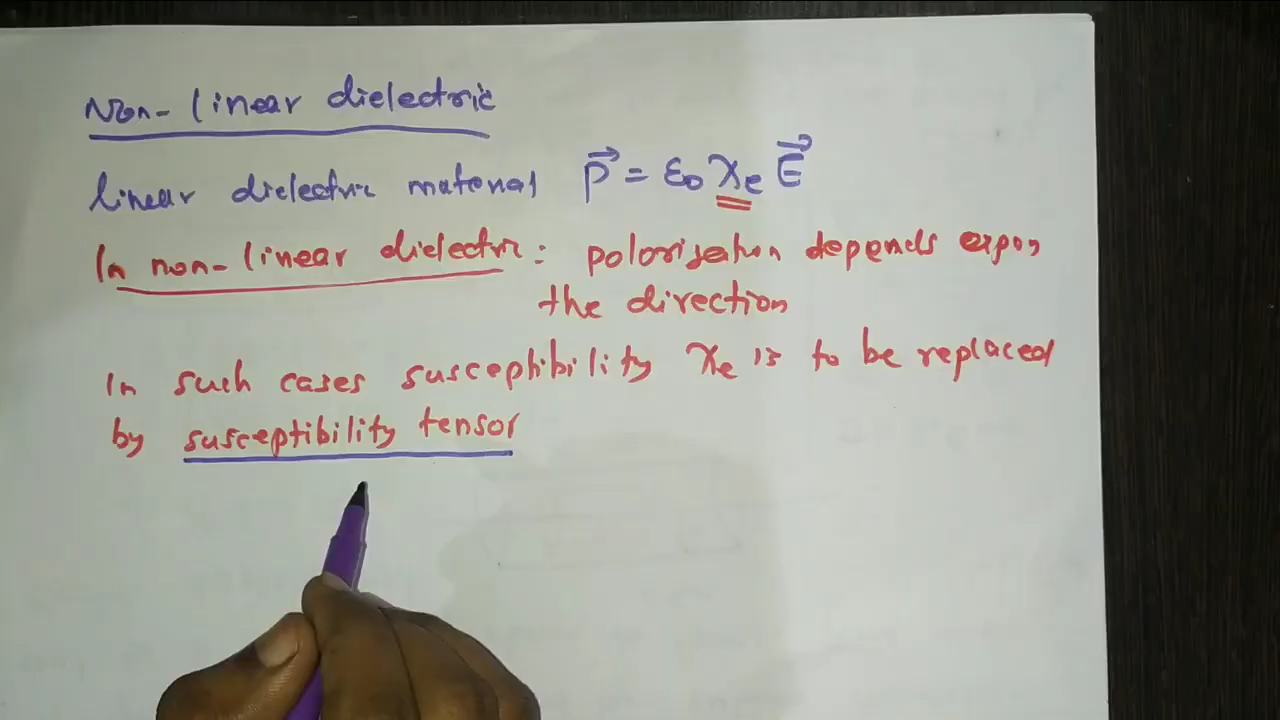 Non-linear dielectric
linear dielectric material P⃗ = ε₀ χₑ E⃗
In non-linear dielectric: polarisation depends
the direction
In such cases susceptibility χₑ is to be replaced
by susceptibility tensor